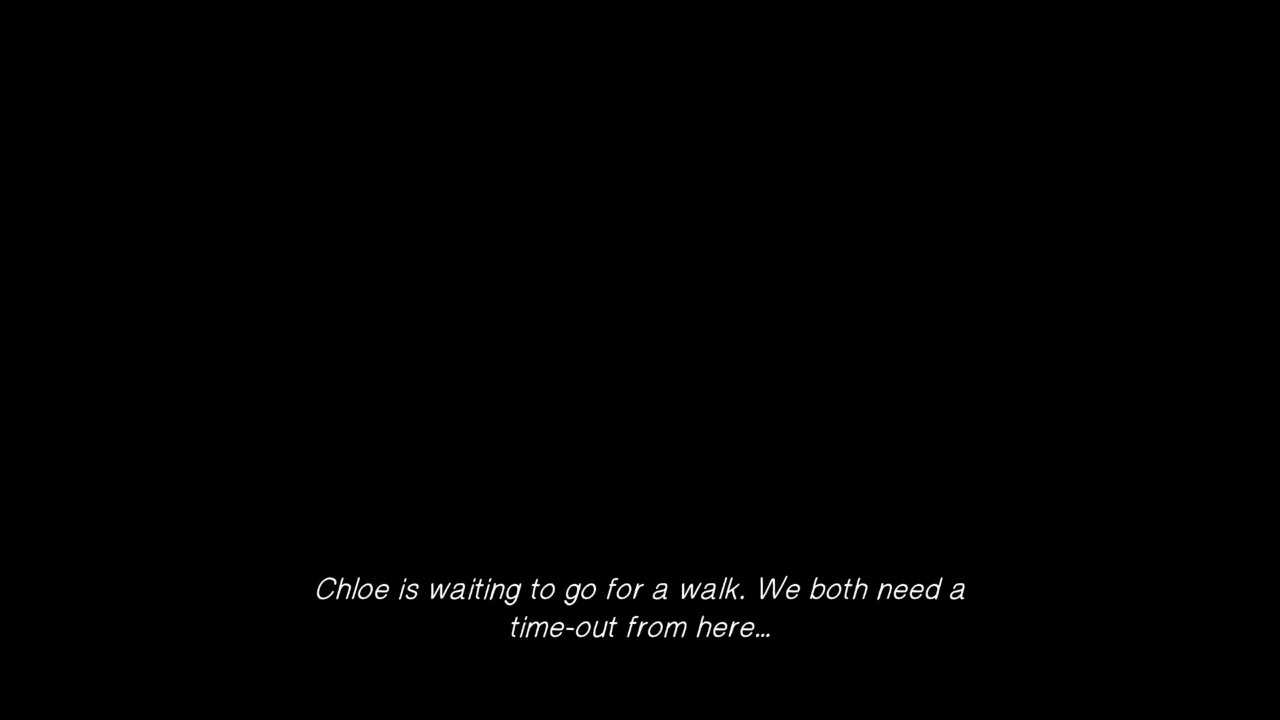 Chloe is waiting to go for a walk. We both need a
time-out from here...